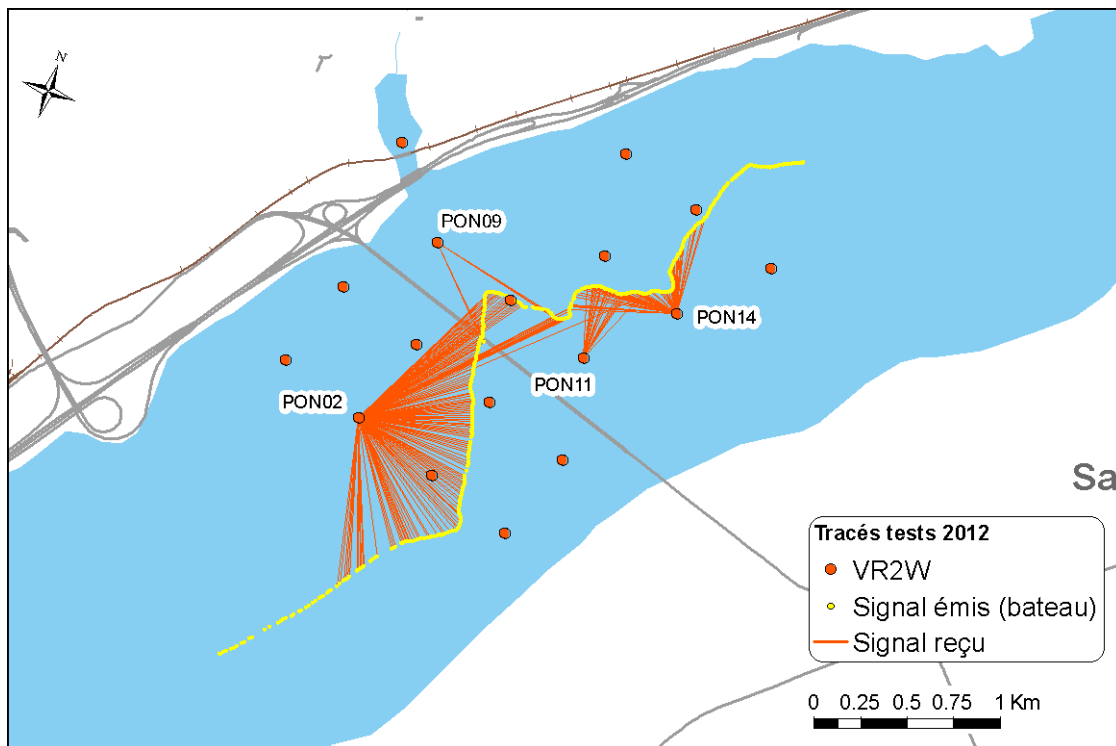 N
PON09
PON14
PON11
PON02
Sa
Tracés tests 2012
VR2W
Signal émis (bateau)
Signal reçu
0 0.25 0.5 0.75 1 Km